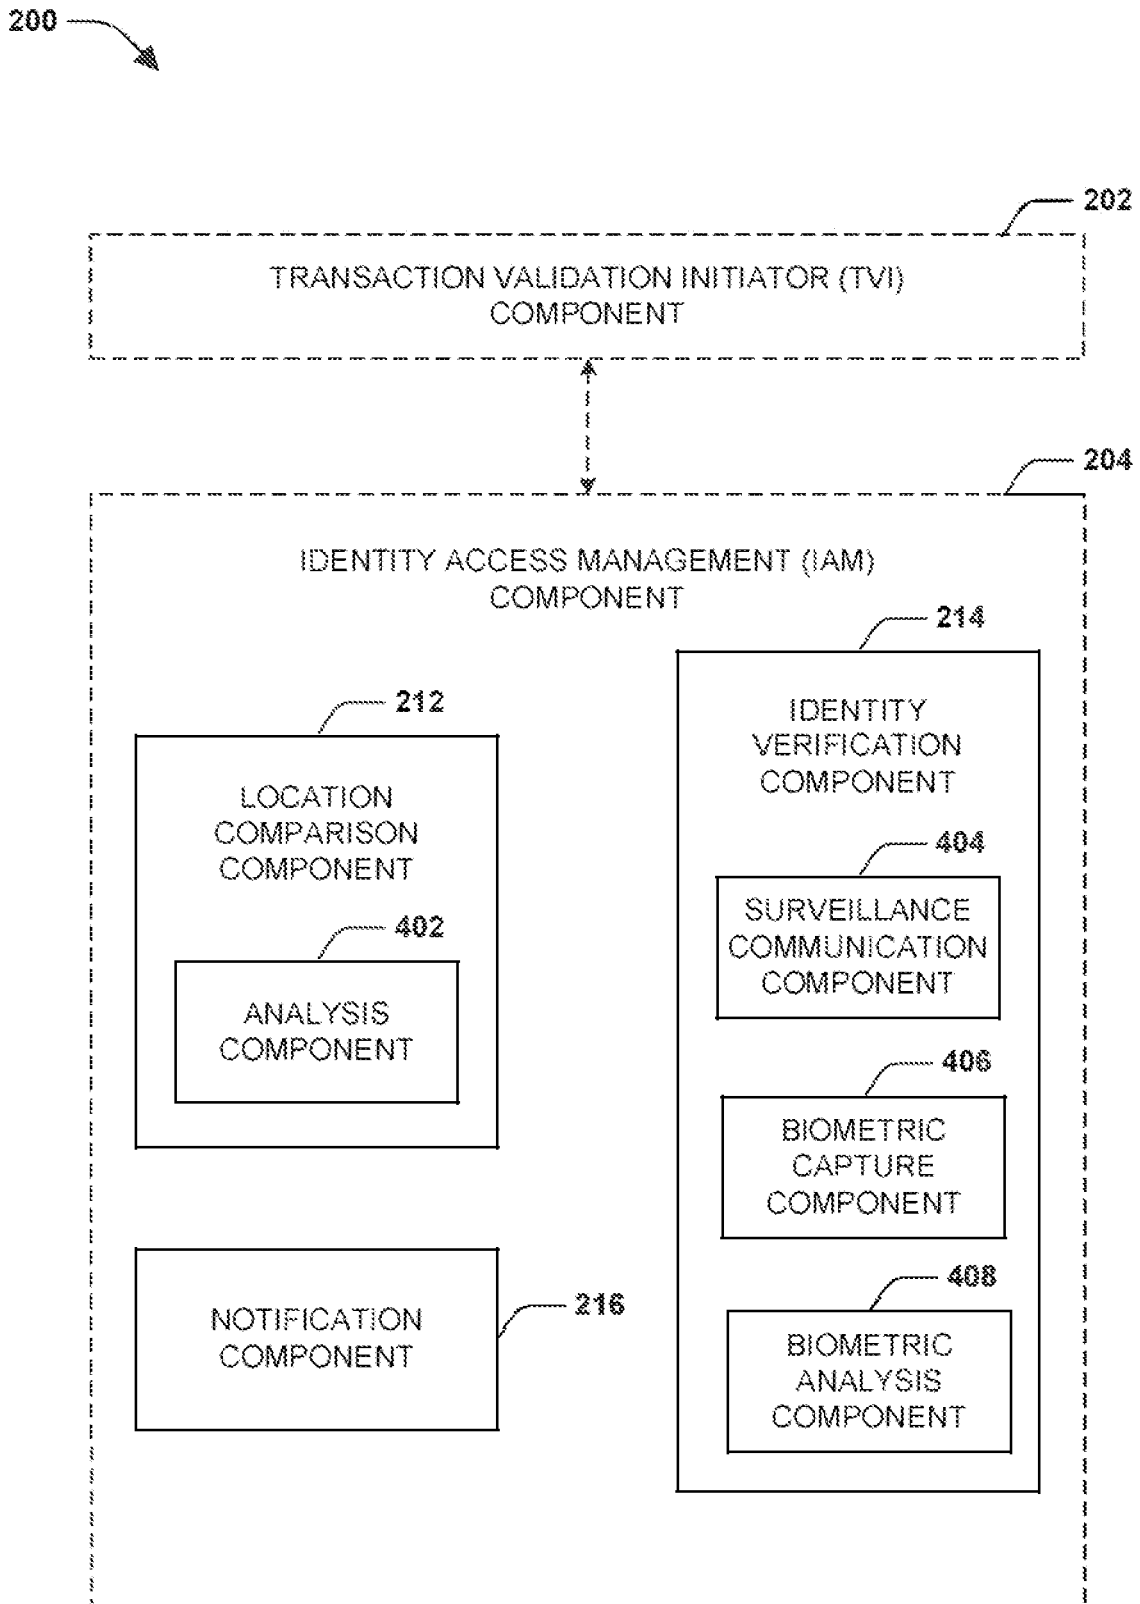 200
202
TRANSACTION VALIDATION INITIATOR (TVI)
COMPONENT
204
IDENTITY ACCESS MANAGEMENT (IAM)
COMPONENT
212
LOCATION
COMPARISON
COMPONENT
402
ANALYSIS
COMPONENT
NOTIFICATION
COMPONENT
216
214
IDENTITY
VERIFICATION
COMPONENT
404
SURVEILLANCE
COMMUNICATION
COMPONENT
406
BIOMETRIC
CAPTURE
COMPONENT
408
BIOMETRIC
ANALYSIS
COMPONENT